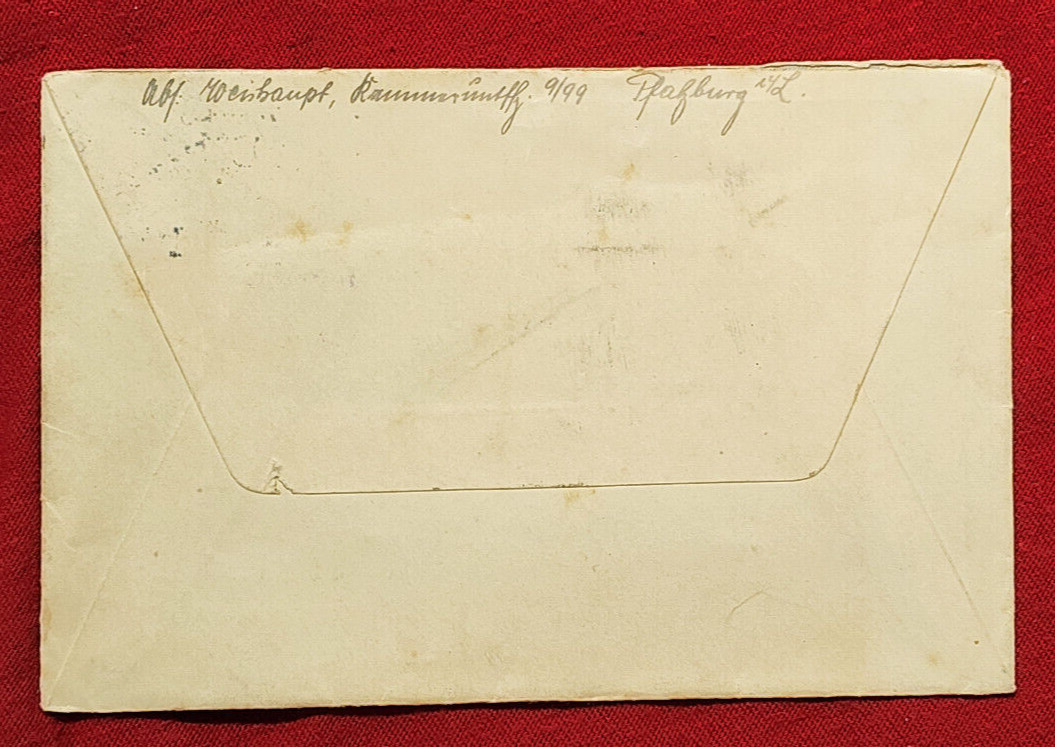 Abs. Weishaupt, Kammeruntffz. 9/99 Pfalzburg i/L.